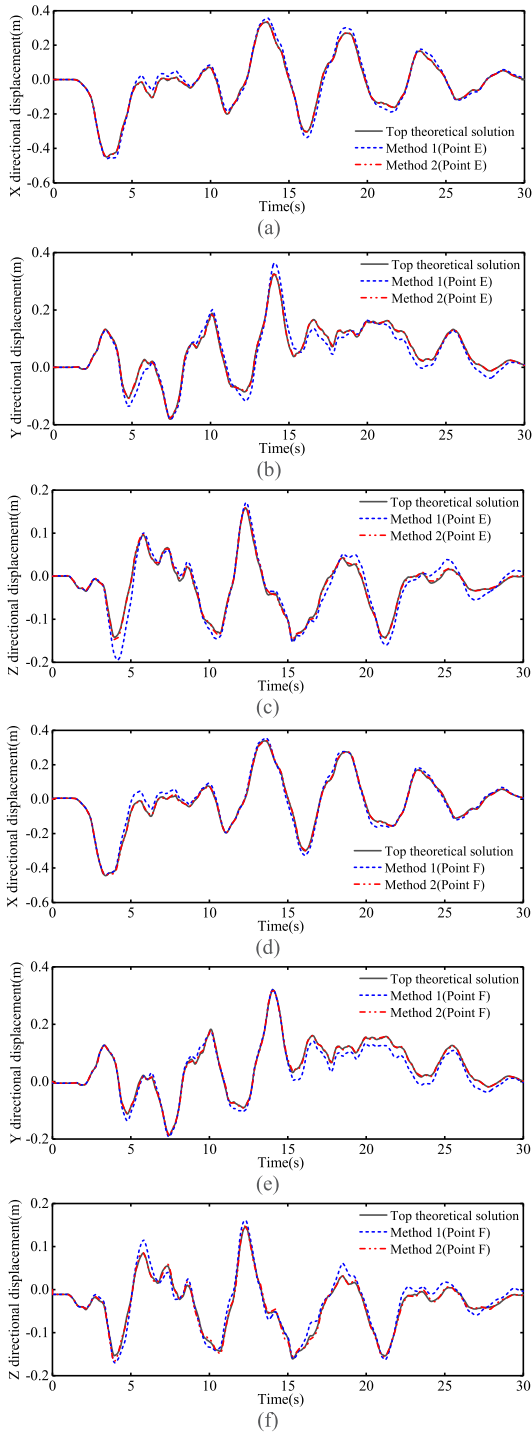 0.4
0.2
0.0
-0.2
-0.4
-0.6
X directional displacement(m)
Top theoretical solution
Method 1(Point E)
Method 2(Point E)
0 5 10 15 20 25 30
Time(s)
(a)
0.4
0.2
0.0
-0.2
Y directional displacement(m)
Top theoretical solution
Method 1(Point E)
Method 2(Point E)
0 5 10 15 20 25 30
Time(s)
(b)
0.2
0.1
0.0
-0.1
-0.2
Z directional displacement(m)
Top theoretical solution
Method 1(Point E)
Method 2(Point E)
0 5 10 15 20 25 30
Time(s)
(c)
0.4
0.2
0.0
-0.2
-0.4
-0.6
X directional displacement(m)
Top theoretical solution
Method 1(Point F)
Method 2(Point F)
0 5 10 15 20 25 30
Time(s)
(d)
0.4
0.2
0.0
-0.2
Y directional displacement(m)
Top theoretical solution
Method 1(Point F)
Method 2(Point F)
0 5 10 15 20 25 30
Time(s)
(e)
0.2
0.1
0.0
-0.1
-0.2
Z directional displacement(m)
Top theoretical solution
Method 1(Point F)
Method 2(Point F)
0 5 10 15 20 25 30
Time(s)
(f)